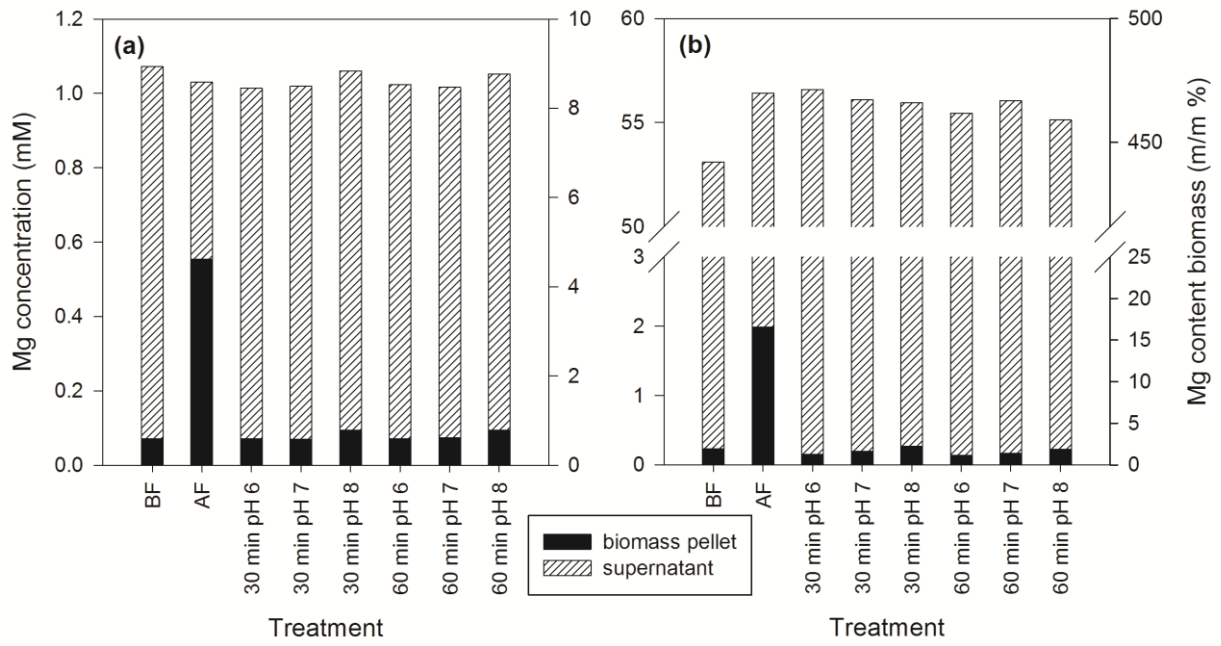 (a)
Mg concentration (mM)
1.2
1.0
0.8
0.6
0.4
0.2
0.0
10
8
6
4
2
0
BF
AF
30 min pH 6
30 min pH 7
30 min pH 8
60 min pH 6
60 min pH 7
60 min pH 8
Treatment
(b)
60
55
50
3
2
1
0
500
450
25
20
15
10
5
0
Mg content biomass (m/m %)
BF
AF
30 min pH 6
30 min pH 7
30 min pH 8
60 min pH 6
60 min pH 7
60 min pH 8
Treatment
biomass pellet
supernatant